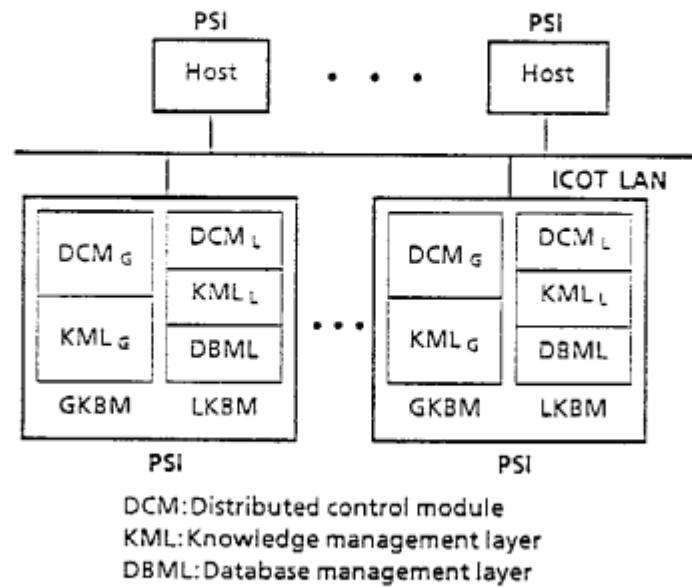 PSI PSI
Host Host
ICOT LAN
DCM G DCM L DCM G DCM L
KML G KML L KML G KML L
DBML DBML
GKBM LKBM GKBM LKBM
PSI PSI
DCM:Distributed control module
KML:Knowledge management layer
DBML:Database management layer